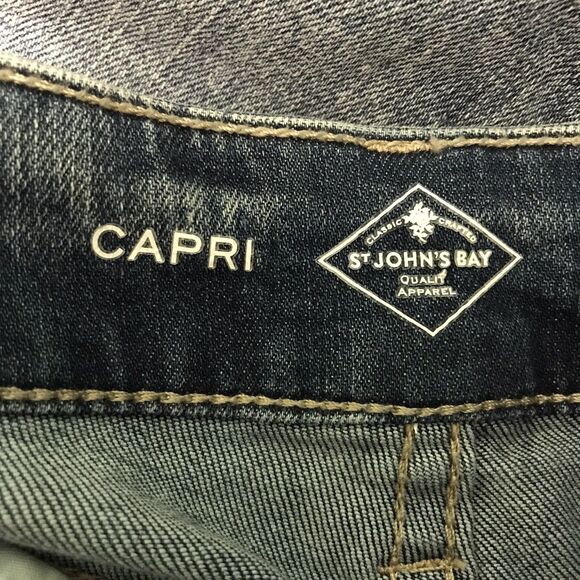 CAPRI
CLASSIC CRAFTED
ST JOHN'S BAY
QUALITY
APPAREL